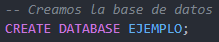 -- Creamos la base de datos
CREATE DATABASE EJEMPLO;